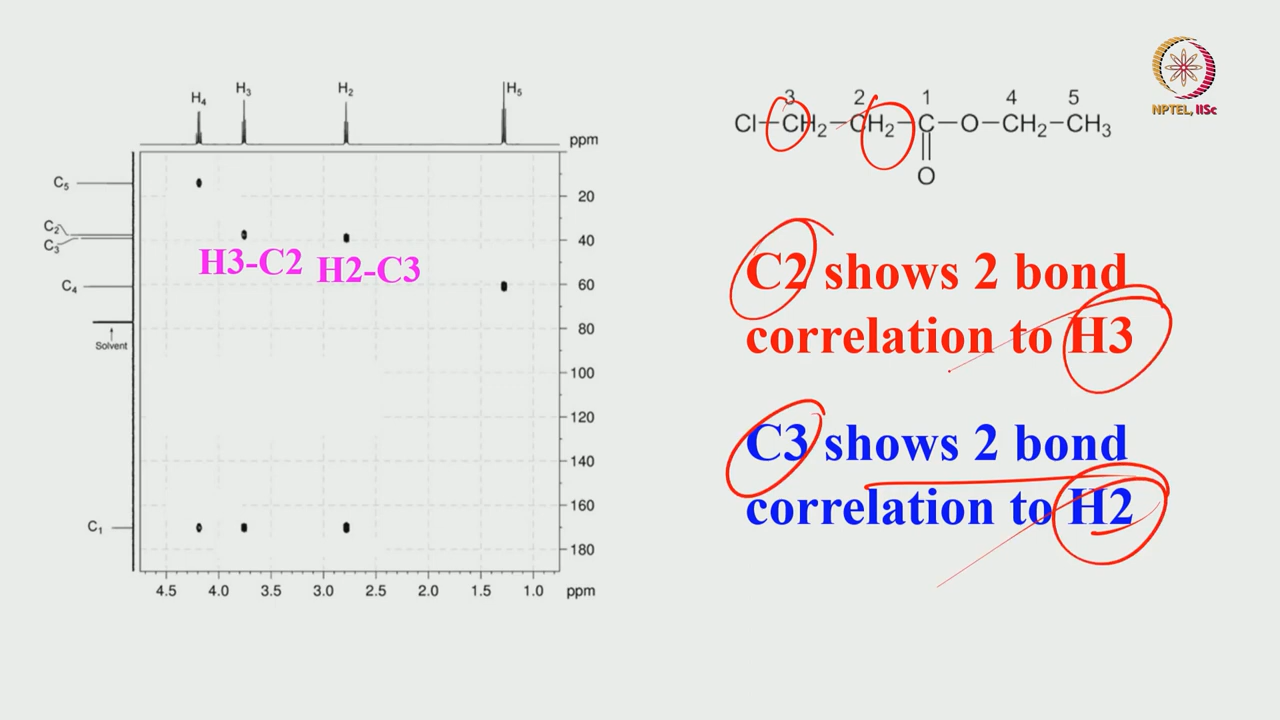 NPTEL, IISc
H4 H3 H2 H5
ppm
C5
C2
C3
C4
Solvent
C1
20
40
60
80
100
120
140
160
180
4.5 4.0 3.5 3.0 2.5 2.0 1.5 1.0 ppm
H3-C2 H2-C3
3 2 1 4 5
Cl—CH2—CH2—C—O—CH2—CH3
O
C2 shows 2 bond
correlation to H3
C3 shows 2 bond
correlation to H2